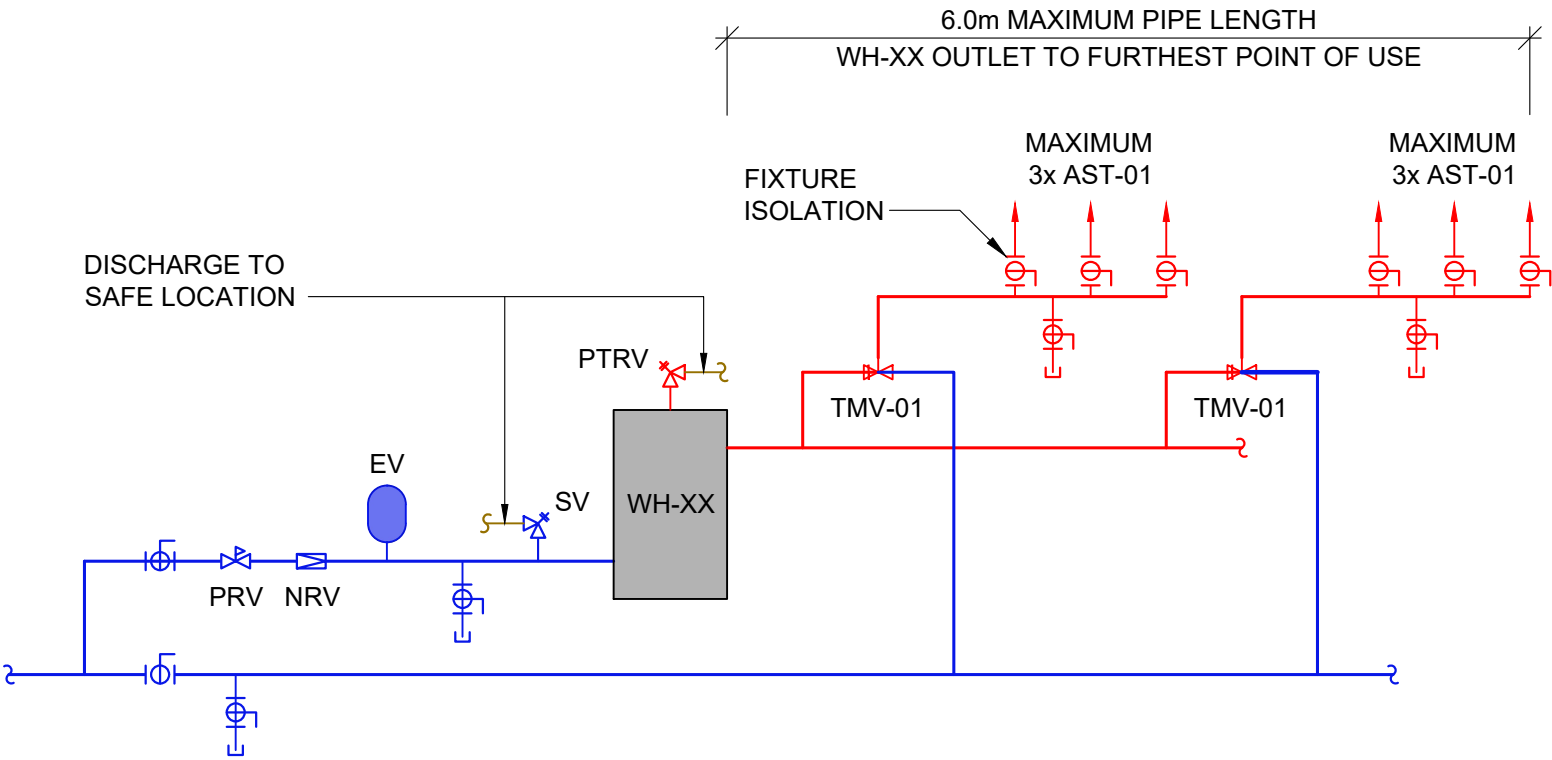 6.0m MAXIMUM PIPE LENGTH
WH-XX OUTLET TO FURTHEST POINT OF USE
MAXIMUM
3x AST-01
MAXIMUM
3x AST-01
FIXTURE
ISOLATION
DISCHARGE TO
SAFE LOCATION
PTRV
TMV-01
TMV-01
EV
SV
WH-XX
PRV
NRV